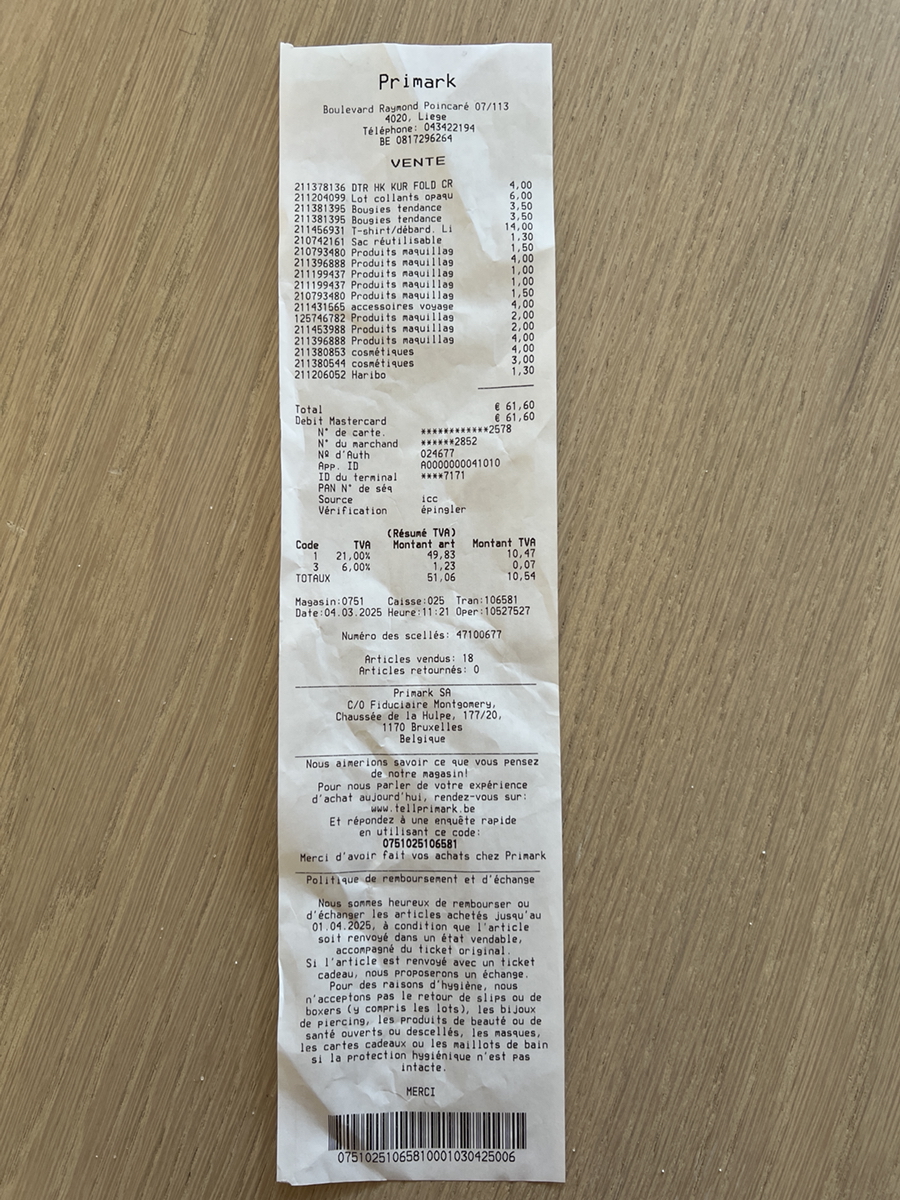 Primark
Boulevard Raymond Poincaré 07/113
4020, Liege
Téléphone: 043422194
BE 0817296264
VENTE
211378136 DTR HK KUR FOLD CR 4,00
211204099 Lot collants opaqu 6,00
211381395 Bougies tendance 3,50
211381395 Bougies tendance 3,50
211456931 T-shirt/débard. Li 14,00
210742161 Sac réutilisable 1,30
210793480 Produits maquillag 1,50
211396888 Produits maquillag 4,00
211199437 Produits maquillag 1,00
211199437 Produits maquillag 1,00
210793480 Produits maquillag 1,50
211431565 accessoires voyage 4,00
125746782 Produits maquillag 2,00
211453988 Produits maquillag 2,00
211396888 Produits maquillag 4,00
211380853 cosmétiques 4,00
211380544 cosmétiques 3,00
211206052 Haribo 1,30
Total € 61,60
Debit Mastercard € 61,60
N° de carte. ************2578
N° du marchand ******2852
Nº d'Auth 024677
App. ID A0000000041010
ID du terminal ****7171
PAN N° de séq
Source icc
Vérification épingler
(Résumé TVA)
Code TVA Montant art Montant TVA
1 21,00% 49,83 10,47
3 6,00% 1,23 0,07
TOTAUX 51,06 10,54
Magasin:0751 Caisse:025 Tran:106581
Date:04.03.2025 Heure:11:21 Oper:10527527
Numéro des scellés: 47100677
Articles vendus: 18
Articles retournés: 0
Primark SA
C/O Fiduciaire Montgomery,
Chaussée de la Hulpe, 177/20,
1170 Bruxelles
Belgique
Nous aimerions savoir ce que vous pensez
de notre magasin!
Pour nous parler de votre expérience
d'achat aujourd'hui, rendez-vous sur:
www.tellprimark.be
Et répondez à une enquête rapide
en utilisant ce code:
0751025106581
Merci d'avoir fait vos achats chez Primark
Politique de remboursement et d'échange
Nous sommes heureux de rembourser ou
d'échanger les articles achetés jusqu'au
01.04.2025, à condition que l'article
soit renvoyé dans un état vendable,
accompagné du ticket original.
Si l'article est renvoyé avec un ticket
cadeau, nous proposerons un échange.
Pour des raisons d'hygiène, nous
n'acceptons pas le retour de slips ou de
boxers (y compris les lots), les bijoux
de piercing, les produits de beauté ou de
santé ouverts ou descellés, les masques,
les cartes cadeaux ou les maillots de bain
si la protection hygiénique n'est pas
intacte.
MERCI
07510251065810001030425006